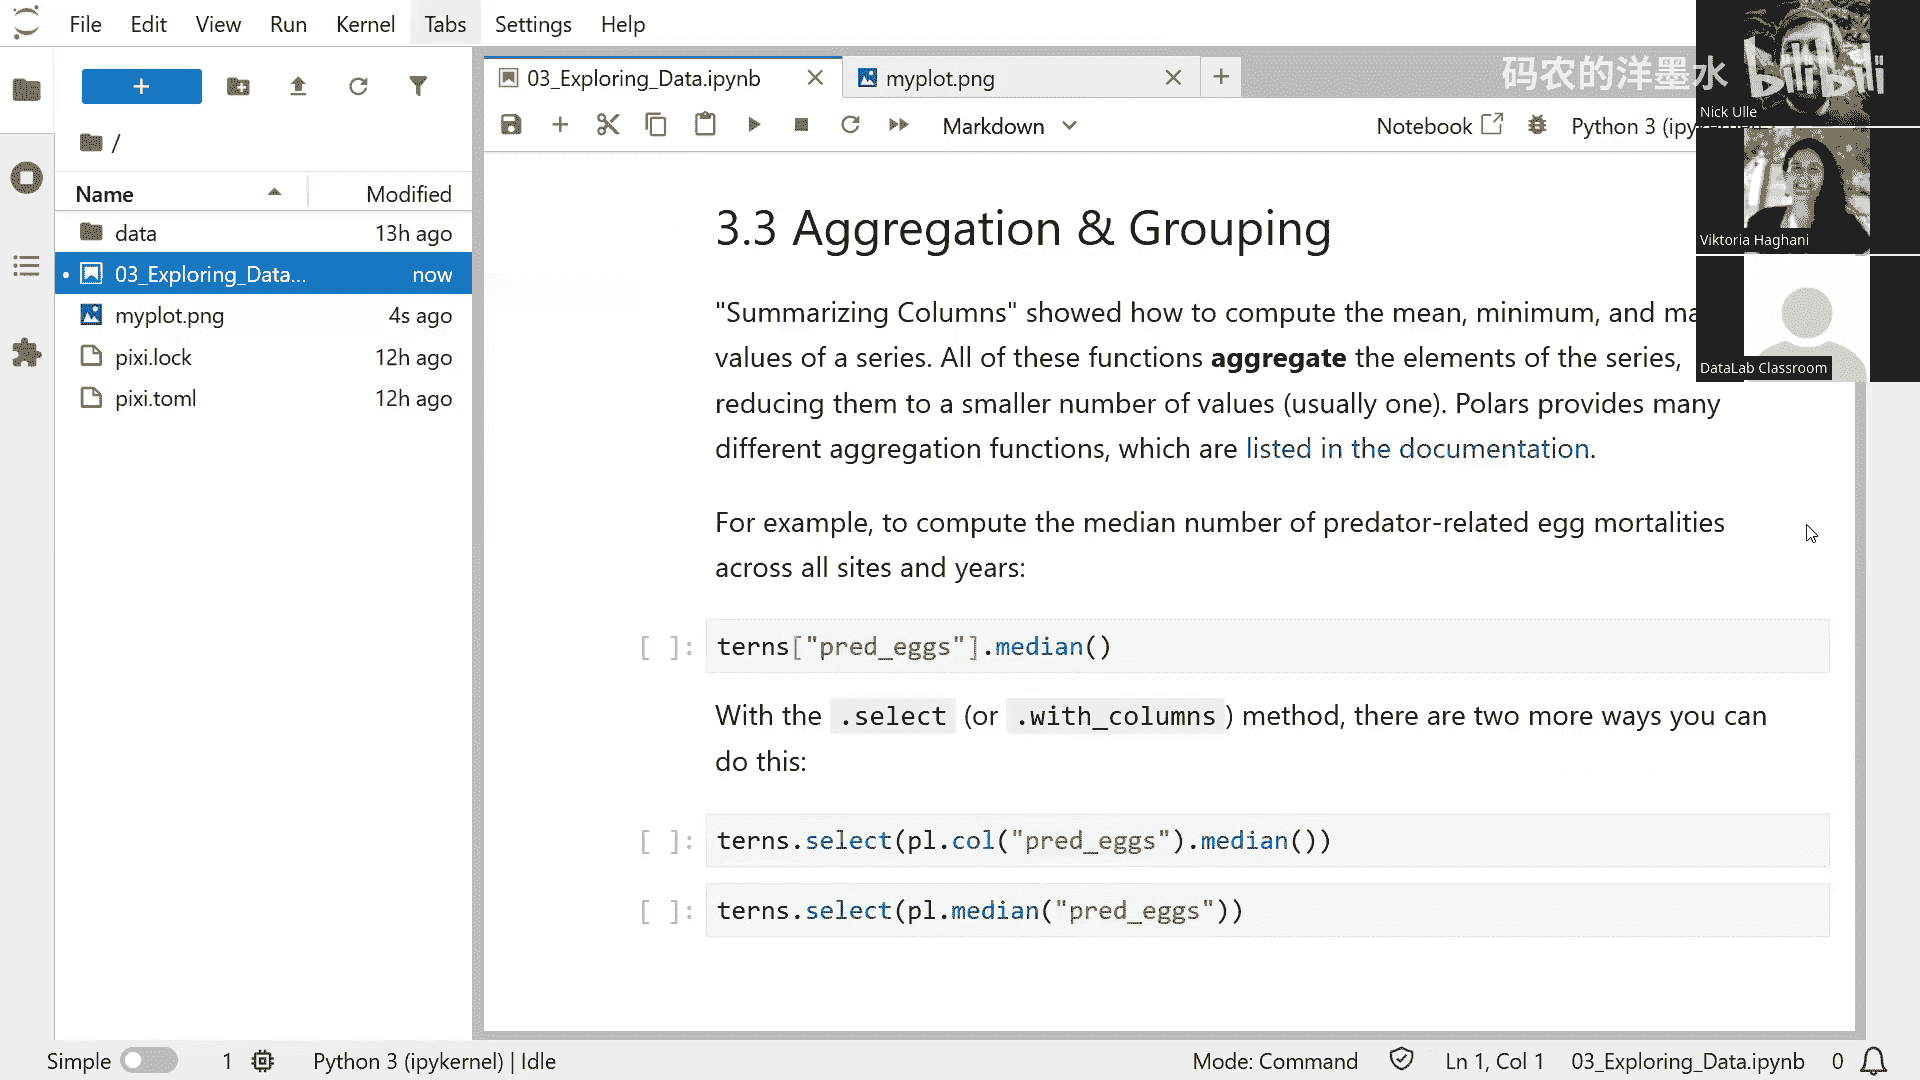 File Edit View Run Kernel Tabs Settings Help
03_Exploring_Data.ipynb
myplot.png
码农的洋墨水 bilibili
Markdown
Notebook
Python 3 (ipykernel)
Nick Ulle
Viktoria Haghani
DataLab Classroom
/
Name Modified
data 13h ago
03_Exploring_Data... now
myplot.png 4s ago
pixi.lock 12h ago
pixi.toml 12h ago
3.3 Aggregation & Grouping
"Summarizing Columns" showed how to compute the mean, minimum, and ma
values of a series. All of these functions aggregate the elements of the series,
reducing them to a smaller number of values (usually one). Polars provides many
different aggregation functions, which are listed in the documentation.
For example, to compute the median number of predator-related egg mortalities
across all sites and years:
[ ]: terns["pred_eggs"].median()
With the .select (or .with_columns) method, there are two more ways you can
do this:
[ ]: terns.select(pl.col("pred_eggs").median())
[ ]: terns.select(pl.median("pred_eggs"))
Simple 1 Python 3 (ipykernel) | Idle Mode: Command Ln 1, Col 1 03_Exploring_Data.ipynb 0